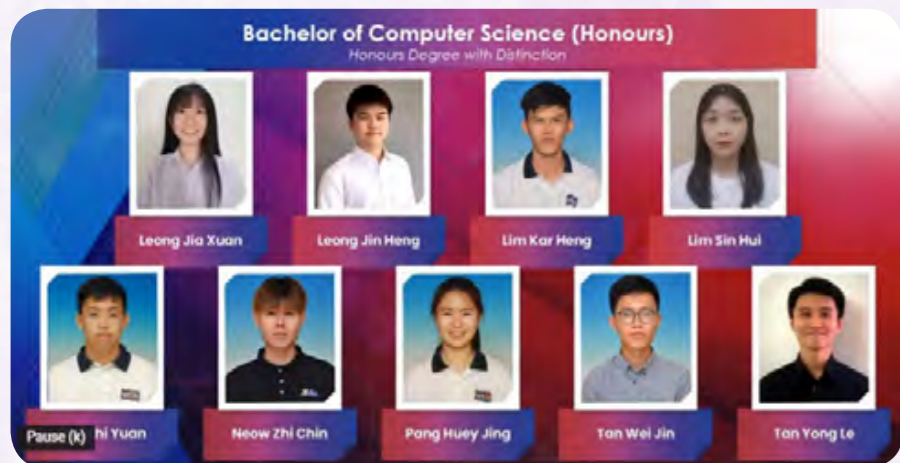 Bachelor of Computer Science (Honours)
Honours Degree with Distinction
Leong Jia Xuan
Leong Jin Heng
Lim Kar Heng
Lim Sin Hui
Pause (k)
hi Yuan
Neow Zhi Chin
Pang Huey Jing
Tan Wei Jin
Tan Yong Le